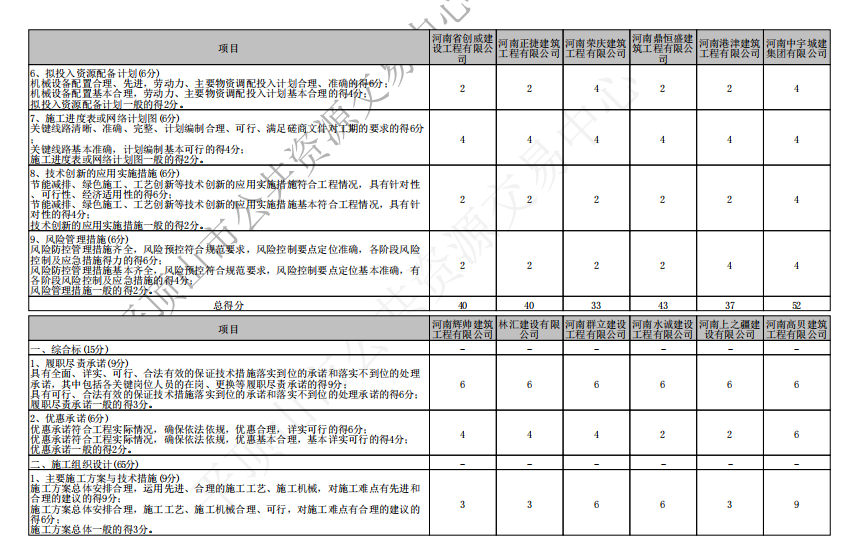 项目 河南省创威建设工程有限公司 河南正捷建筑工程有限公司 河南荣庆建筑工程有限公司 河南鼎恒盛建筑工程有限公司 河南港津建筑工程有限公司 河南中宇城建集团有限公司
6、拟投入资源配备计划(6分)
机械设备配置合理、先进，劳动力、主要物资调配投入计划合理、准确的得6分；
机械设备配置基本合理，劳动力、主要物资调配投入计划基本合理的得4分；
拟投入资源配备计划一般的得2分。
2 2 4 2 2 4
7、施工进度表或网络计划图(6分)
关键线路清晰、准确、完整、计划编制合理、可行、满足磋商文件对工期的要求的得6分
；
关键线路基本准确，计划编制基本可行的得4分；
施工进度表或网络计划图一般的得2分。
4 4 4 4 4 4
8、技术创新的应用实施措施(6分)
节能减排、绿色施工、工艺创新等技术创新的应用实施措施符合工程情况，具有针对性
、可行性、经济适用性的得6分；
节能减排、绿色施工、工艺创新等技术创新的应用实施措施基本符合工程情况，具有针
对性的得4分；
技术创新的应用实施措施一般的得2分。
2 2 2 2 2 4
9、风险管理措施(6分)
风险防控管理措施齐全，风险预控符合规范要求，风险控制要点定位准确，各阶段风险
控制及应急措施得力的得6分；
风险防控管理措施基本齐全，风险预控符合规范要求，风险控制要点定位基本准确，有
各阶段风险控制及应急措施的得4分；
风险管理措施一般的得2分。
2 2 2 2 4 4
总得分 40 40 33 43 37 52
项目 河南辉帅建筑工程有限公司 林汇建设有限公司 河南群立建设工程有限公司 河南水诚建设工程有限公司 河南上之疆建设有限公司 河南高贝建筑工程有限公司
一、综合标(15分) - - - - - -
1、履职尽责承诺(9分)
具有全面、详实、可行、合法有效的保证技术措施落实到位的承诺和落实不到位的处理
承诺，其中包括各关键岗位人员的在岗、更换等履职尽责承诺的得9分；
具有可行、合法有效的保证技术措施落实到位的承诺和落实不到位的处理承诺的得6分；
履职尽责承诺一般的得3分。
6 6 6 6 6 6
2、优惠承诺(6分)
优惠承诺符合工程实际情况，确保依法依规，优惠合理，详实可行的得6分；
优惠承诺符合工程实际情况，确保依法依规，优惠基本合理，基本详实可行的得4分；
优惠承诺一般的得2分。
4 4 4 2 2 6
二、施工组织设计(65分) - - - - - -
1、主要施工方案与技术措施(9分)
施工方案总体安排合理，运用先进、合理的施工工艺、施工机械，对施工难点有先进和
合理的建议的得9分；
施工方案总体安排合理，施工工艺、施工机械合理、可行，对施工难点有合理的建议的
得6分；
施工方案总体一般的得3分。
3 3 6 6 3 9
平顶山市公共资源交易中心
平顶山市公共资源交易中心